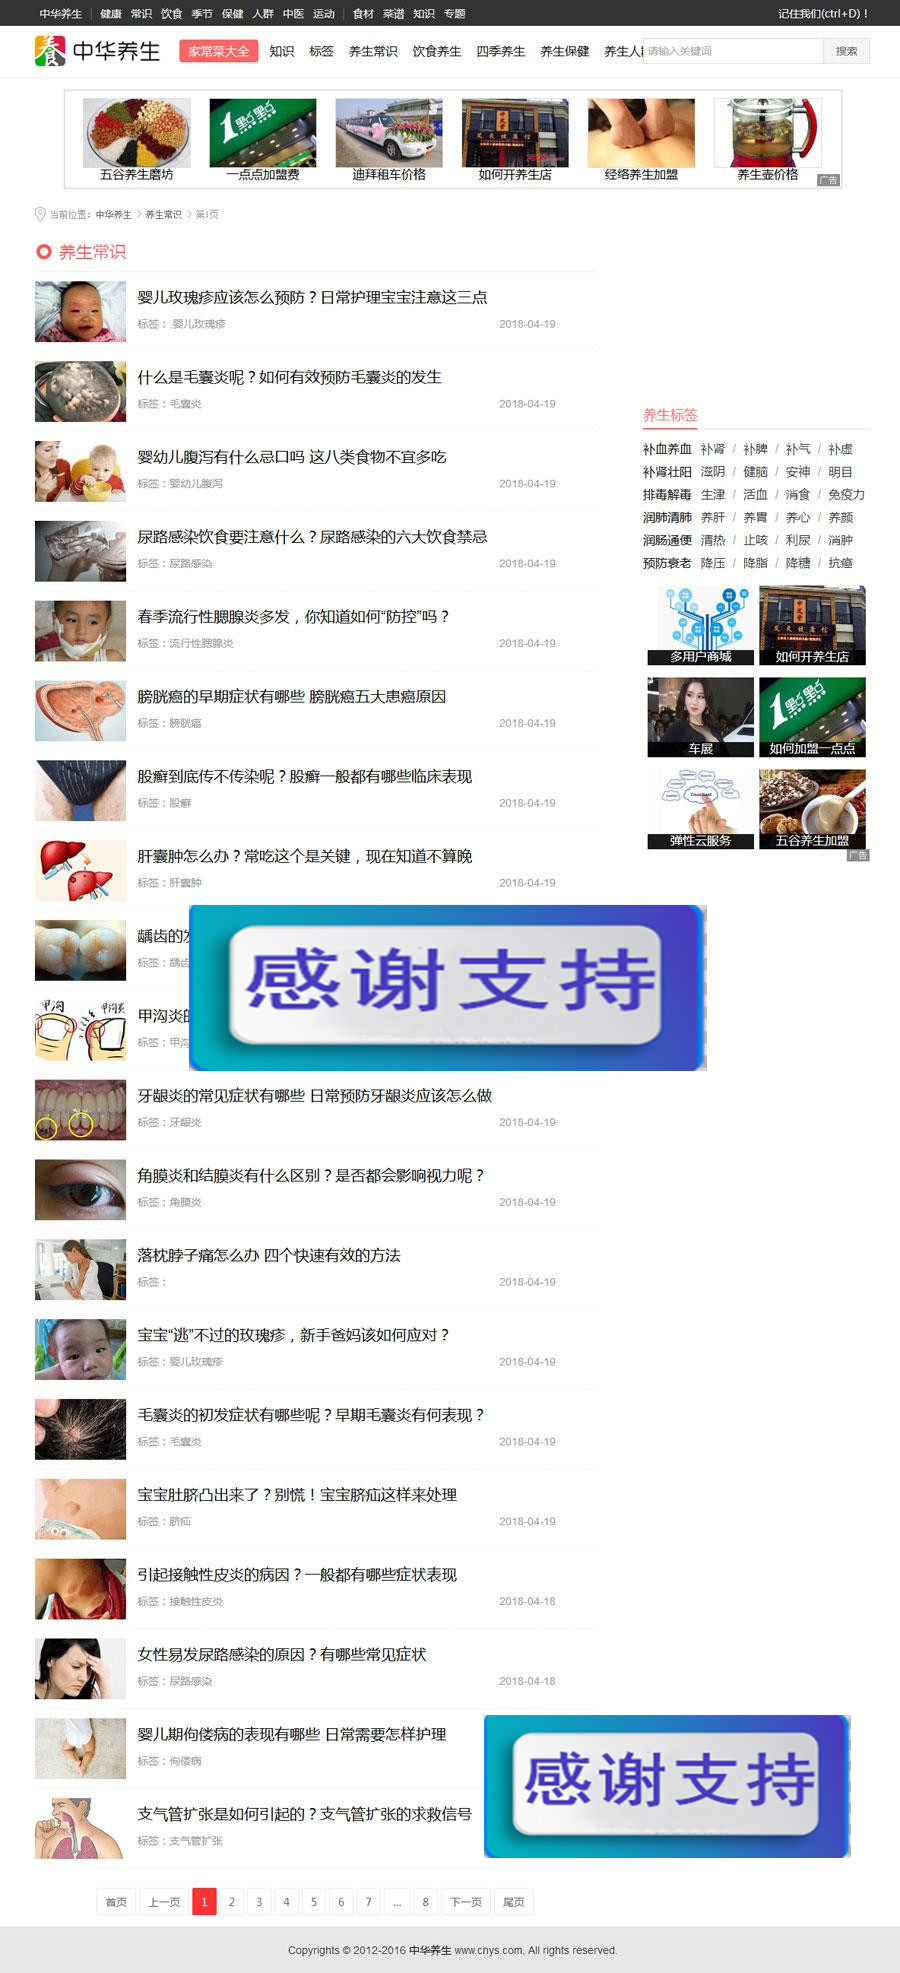 中华养生 | 健康 常识 饮食 季节 保健 人群 中医 运动 | 食材 菜谱 知识 专题 记住我们(ctrl+D)！
養 中华养生 家常菜大全 知识 标签 养生常识 饮食养生 四季养生 养生保健 养生人 请输入关键词 搜索
五谷养生磨坊 一点点加盟费 迪拜租车价格 如何开养生店 经络养生加盟 养生壶价格 广告
当前位置：中华养生 > 养生常识 > 第1页
养生常识
婴儿玫瑰疹应该怎么预防？日常护理宝宝注意这三点
标签：.婴儿玫瑰疹 2018-04-19
什么是毛囊炎呢？如何有效预防毛囊炎的发生
标签：毛囊炎 2018-04-19
婴幼儿腹泻有什么忌口吗 这八类食物不宜多吃
标签：婴幼儿腹泻 2018-04-19
尿路感染饮食要注意什么？尿路感染的六大饮食禁忌
标签：尿路感染 2018-04-19
春季流行性腮腺炎多发，你知道如何“防控”吗？
标签：流行性腮腺炎 2018-04-19
膀胱癌的早期症状有哪些 膀胱癌五大患癌原因
标签：膀胱癌 2018-04-19
股癣到底传不传染呢？股癣一般都有哪些临床表现
标签：股癣 2018-04-19
肝囊肿怎么办？常吃这个是关键，现在知道不算晚
标签：肝囊肿 2018-04-19
龋齿的
标签：龋齿
甲沟炎的
标签：甲沟
甲沟 甲沟炎
感谢支持
牙龈炎的常见症状有哪些 日常预防牙龈炎应该怎么做
标签：牙龈炎 2018-04-19
角膜炎和结膜炎有什么区别？是否都会影响视力呢？
标签：角膜炎 2018-04-19
落枕脖子痛怎么办 四个快速有效的方法
标签： 2018-04-19
宝宝“逃”不过的玫瑰疹，新手爸妈该如何应对？
标签：婴儿玫瑰疹 2018-04-19
毛囊炎的初发症状有哪些呢？早期毛囊炎有何表现？
标签：毛囊炎 2018-04-19
宝宝肚脐凸出来了？别慌！宝宝脐疝这样来处理
标签：脐疝 2018-04-19
引起接触性皮炎的病因？一般都有哪些症状表现
标签：接触性皮炎 2018-04-18
女性易发尿路感染的原因？有哪些常见症状
标签：尿路感染 2018-04-18
婴儿期佝偻病的表现有哪些 日常需要怎样护理
标签：佝偻病
支气管扩张是如何引起的？支气管扩张的求救信号
标签：支气管扩张
感谢支持
养生标签
补血养血 补肾 / 补脾 / 补气 / 补虚
补肾壮阳 滋阴 / 健脑 / 安神 / 明目
排毒解毒 生津 / 活血 / 消食 / 免疫力
润肺清肺 养肝 / 养胃 / 养心 / 养颜
润肠通便 清热 / 止咳 / 利尿 / 消肿
预防衰老 降压 / 降脂 / 降糖 / 抗癌
多用户商城 如何开养生店
车展 如何加盟一点点
弹性云服务 五谷养生加盟
广告
首页 上一页 1 2 3 4 5 6 7 ... 8 下一页 尾页
Copyrights © 2012-2016 中华养生 www.cnys.com, All rights reserved.